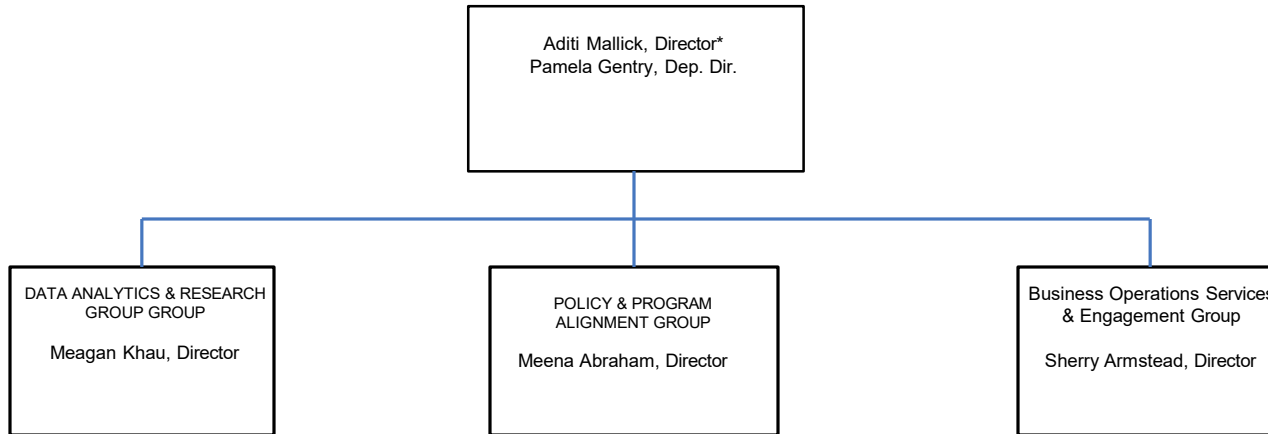 Aditi Mallick, Director*
Pamela Gentry, Dep. Dir.
DATA ANALYTICS & RESEARCH
GROUP GROUP
Meagan Khau, Director
POLICY & PROGRAM
ALIGNMENT GROUP
Meena Abraham, Director
Business Operations Services
& Engagement Group
Sherry Armstead, Director